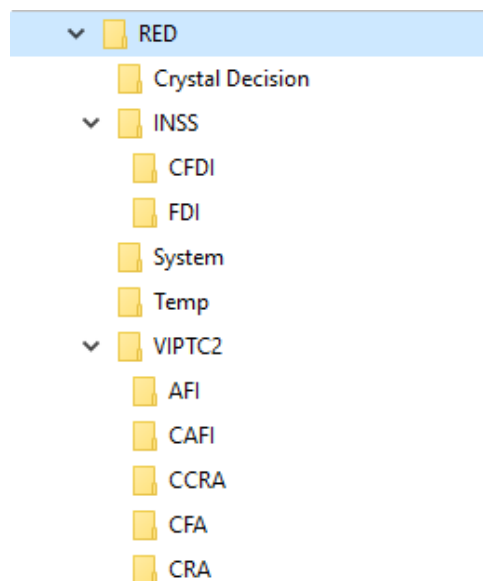 RED
Crystal Decision
INSS
CFDI
FDI
System
Temp
VIPTC2
AFI
CAFI
CCRA
CFA
CRA